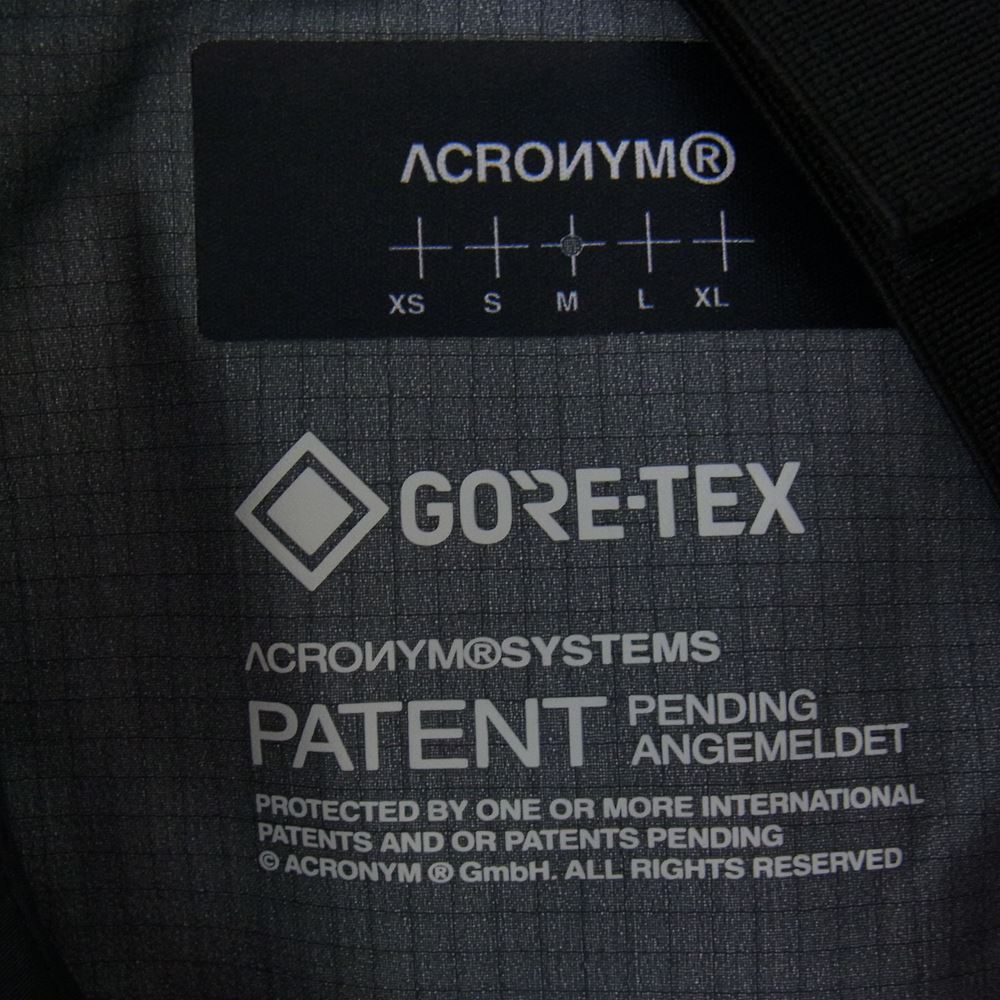 ACRONYM®
XS S M L XL
GORE-TEX
ACRONYM®SYSTEMS
PATENT PENDING
ANGEMELDET
PROTECTED BY ONE OR MORE INTERNATIONAL
PATENTS AND OR PATENTS PENDING
© ACRONYM ® GmbH. ALL RIGHTS RESERVED